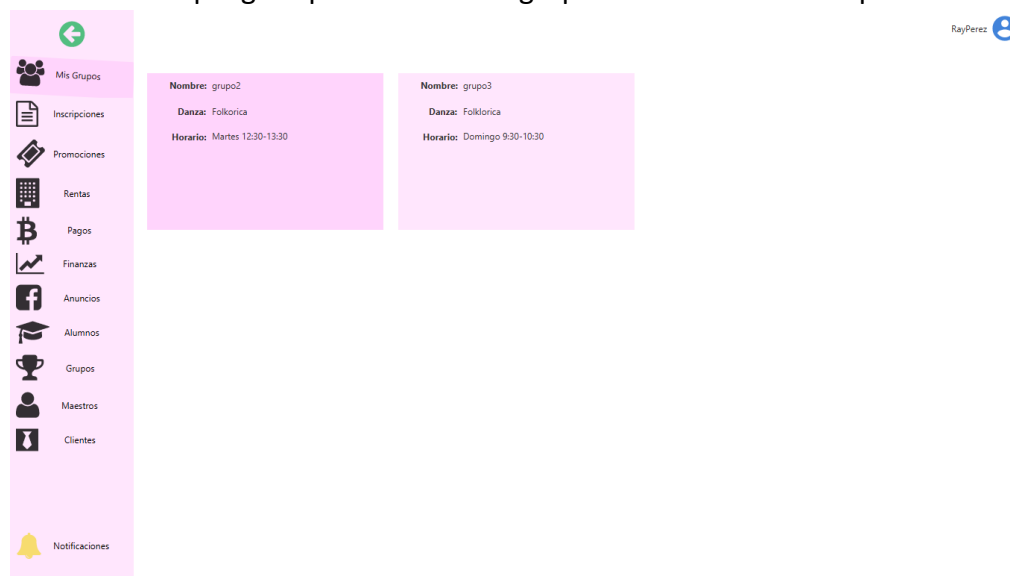 RayPerez
Mis Grupos
Inscripciones
Promociones
Rentas
Pagos
Finanzas
Anuncios
Alumnos
Grupos
Maestros
Clientes
Notificaciones
Nombre: grupo2
Danza: Folkorica
Horario: Martes 12:30-13:30
Nombre: grupo3
Danza: Folklorica
Horario: Domingo 9:30-10:30